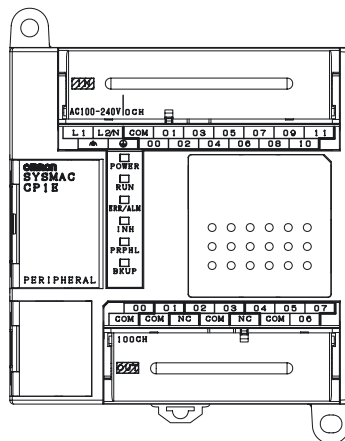 IN
AC100-240V 0CH
L1 L2/N COM 01 03 05 07 09 11
00 02 04 06 08 10
POWER
RUN
ERR/ALM
INH
PRPHL
BKUP
OMRON
SYSMAC
CP1E
PERIPHERAL
00 01 02 03 04 05 07
COM COM NC COM NC COM 06
100CH
OUT